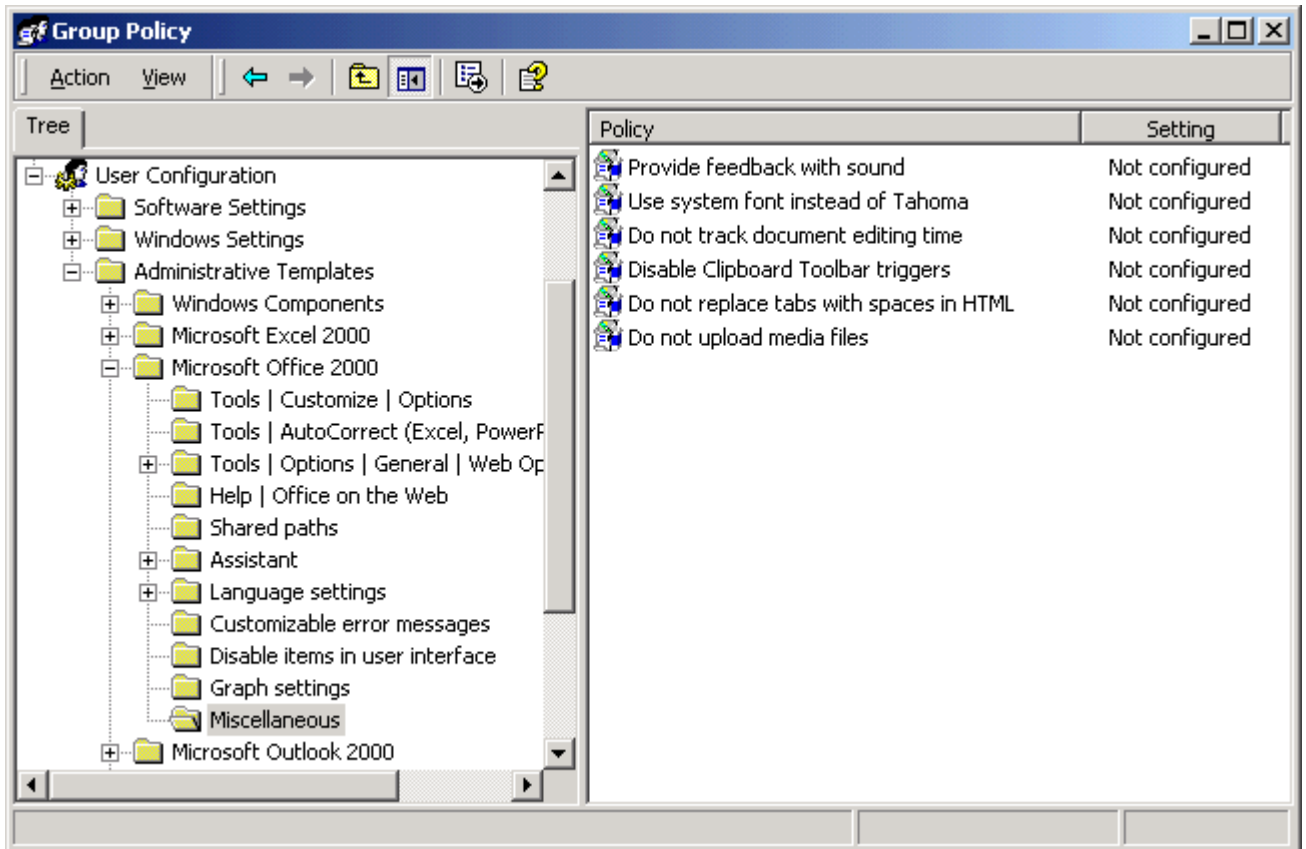 Group Policy
Action View
Tree
User Configuration
Software Settings
Windows Settings
Administrative Templates
Windows Components
Microsoft Excel 2000
Microsoft Office 2000
Tools | Customize | Options
Tools | AutoCorrect (Excel, PowerP
Tools | Options | General | Web Op
Help | Office on the Web
Shared paths
Assistant
Language settings
Customizable error messages
Disable items in user interface
Graph settings
Miscellaneous
Microsoft Outlook 2000
Policy Setting
Provide feedback with sound Not configured
Use system font instead of Tahoma Not configured
Do not track document editing time Not configured
Disable Clipboard Toolbar triggers Not configured
Do not replace tabs with spaces in HTML Not configured
Do not upload media files Not configured